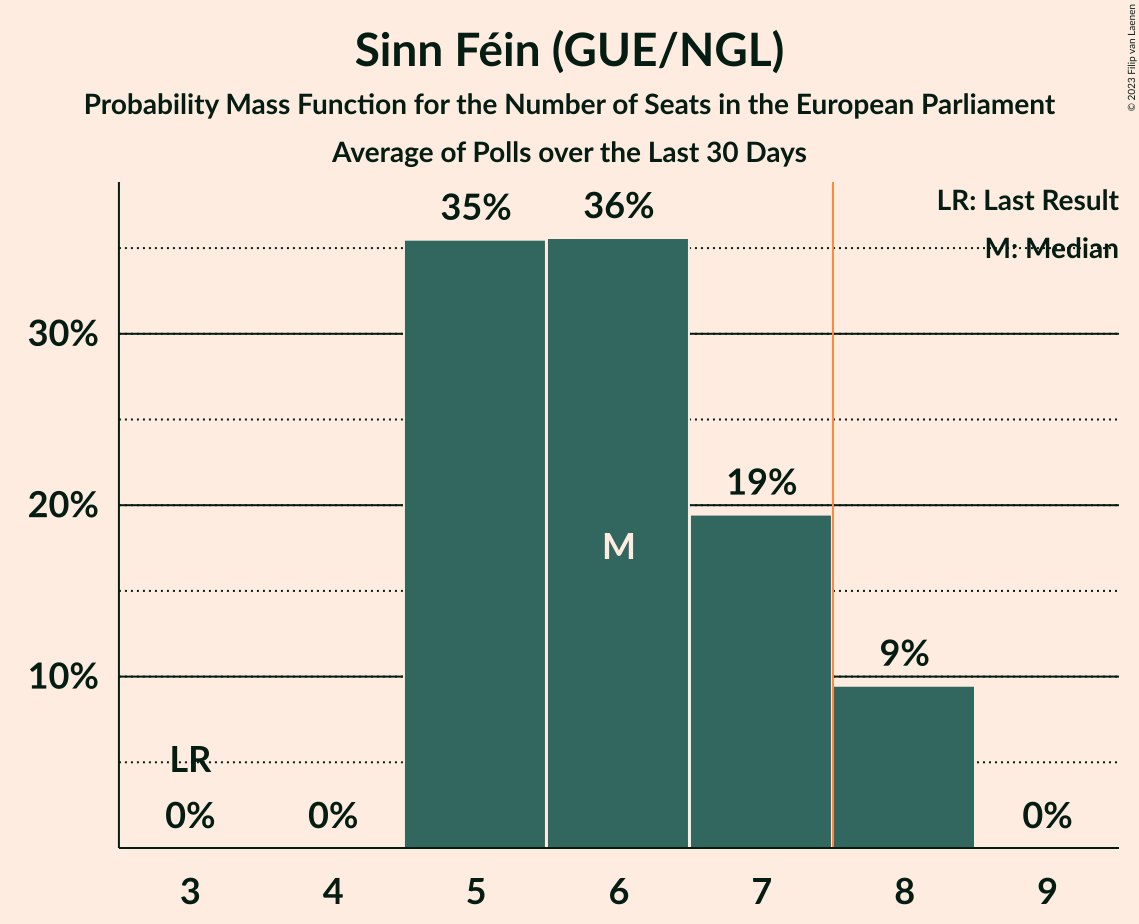 Sinn Féin (GUE/NGL)
Probability Mass Function for the Number of Seats in the European Parliament
Average of Polls over the Last 30 Days
© 2023 Filip van Laenen
LR: Last Result
M: Median
35%
36%
30%
19%
20%
M
9%
10%
LR
0%
0%
0%
3 4 5 6 7 8 9